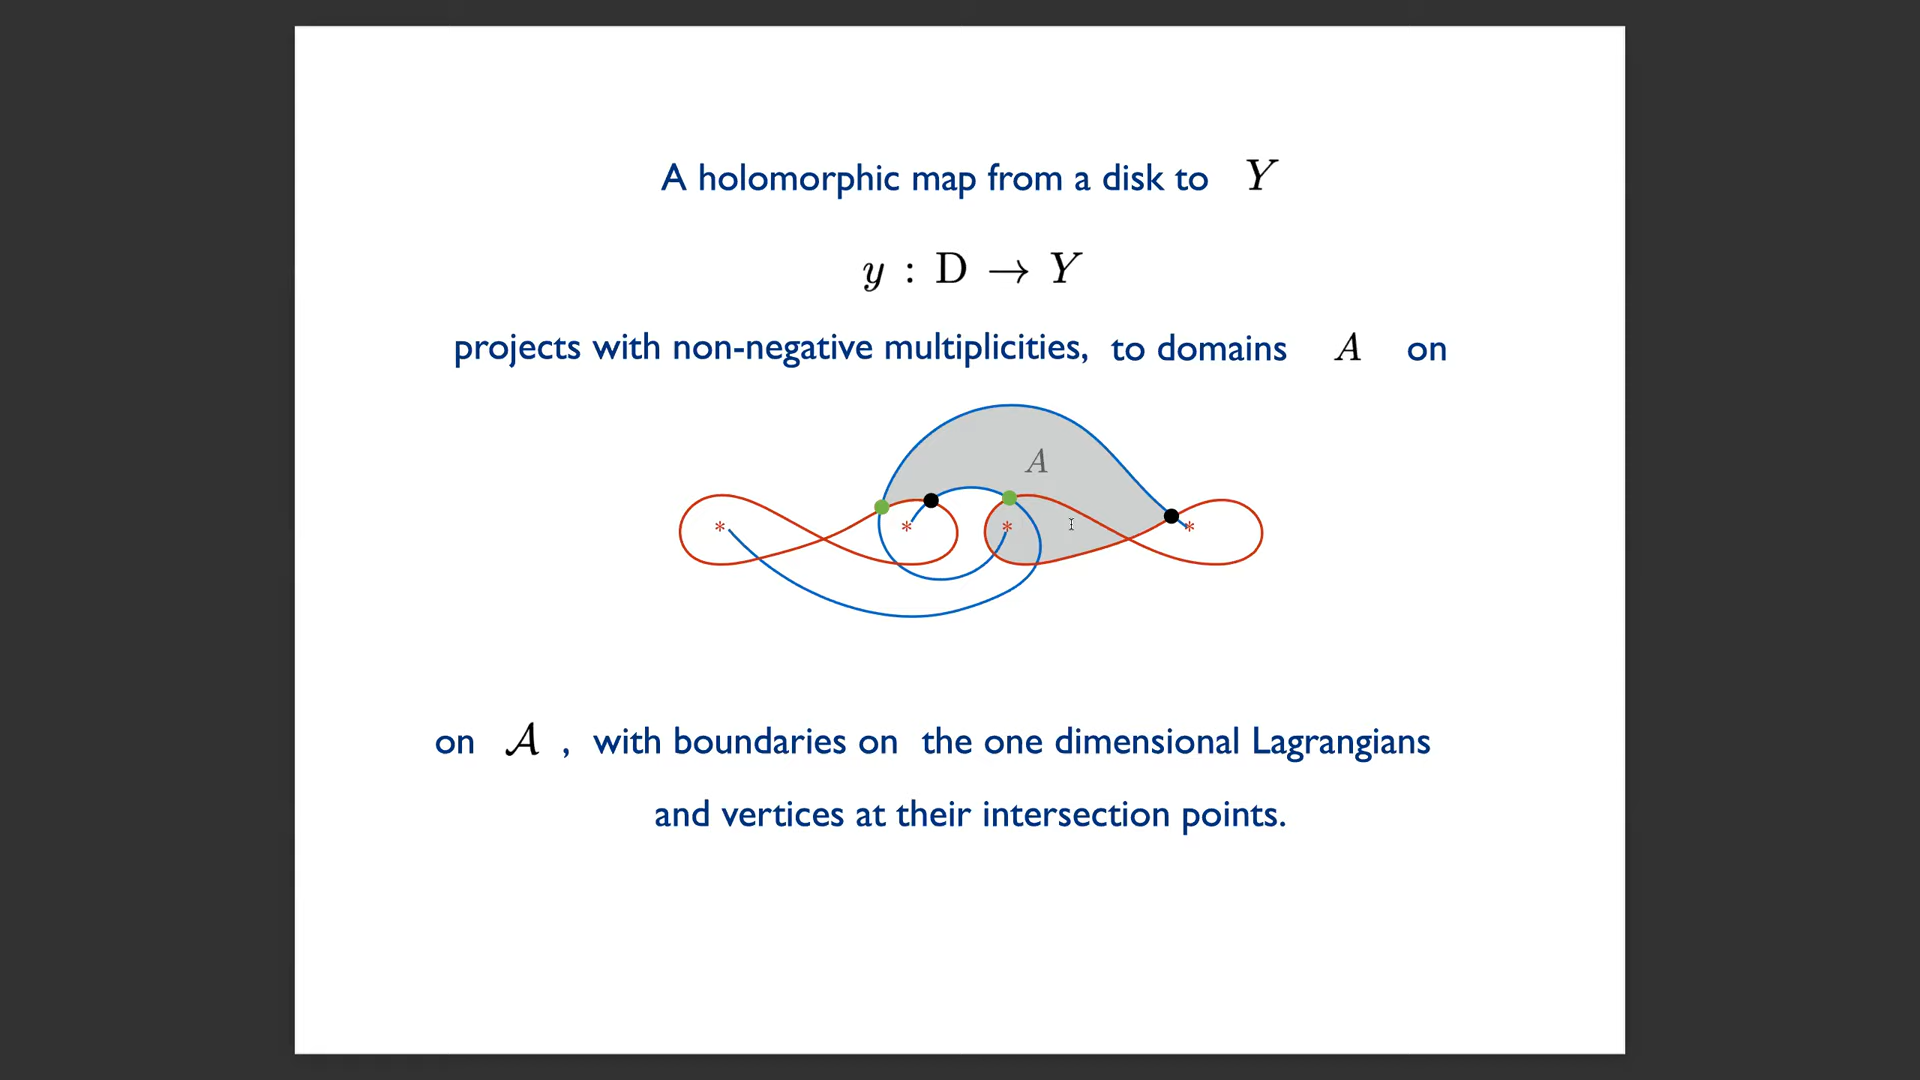 A holomorphic map from a disk to Y
y : D → Y
projects with non-negative multiplicities, to domains A on
A
* * * *
on 𝒜 , with boundaries on the one dimensional Lagrangians
and vertices at their intersection points.